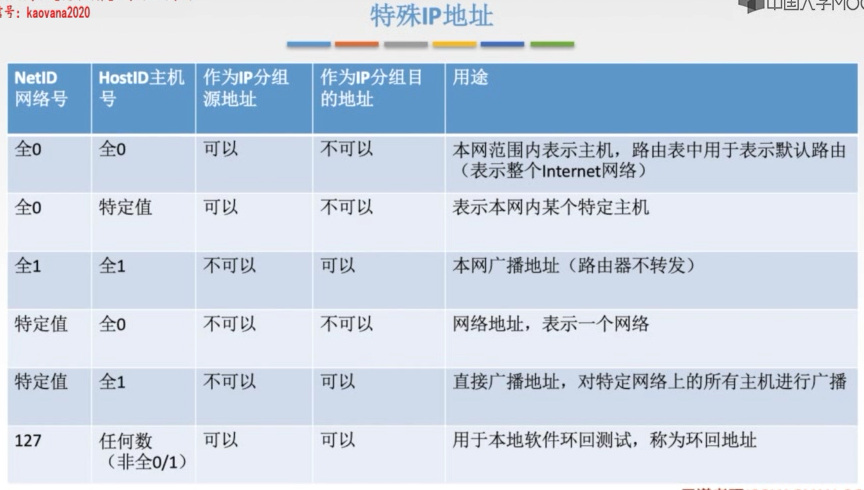 号：kaovana2020
中国大学MOO
特殊IP地址
NetID 网络号
HostID主机号
作为IP分组源地址
作为IP分组目的地址
用途
全0
全0
可以
不可以
本网范围内表示主机，路由表中用于表示默认路由
（表示整个Internet网络）
全0
特定值
可以
不可以
表示本网内某个特定主机
全1
全1
不可以
可以
本网广播地址（路由器不转发）
特定值
全0
不可以
不可以
网络地址，表示一个网络
特定值
全1
不可以
可以
直接广播地址，对特定网络上的所有主机进行广播
127
任何数
（非全0/1）
可以
可以
用于本地软件环回测试，称为环回地址